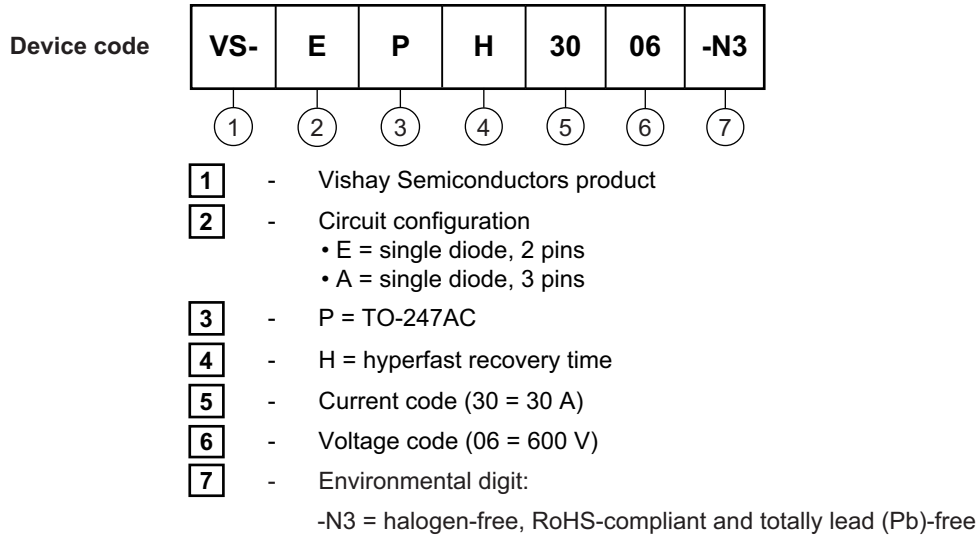 Device code VS- E P H 30 06 -N3
1 2 3 4 5 6 7
1 - Vishay Semiconductors product
2 - Circuit configuration
• E = single diode, 2 pins
• A = single diode, 3 pins
3 - P = TO-247AC
4 - H = hyperfast recovery time
5 - Current code (30 = 30 A)
6 - Voltage code (06 = 600 V)
7 - Environmental digit:
-N3 = halogen-free, RoHS-compliant and totally lead (Pb)-free